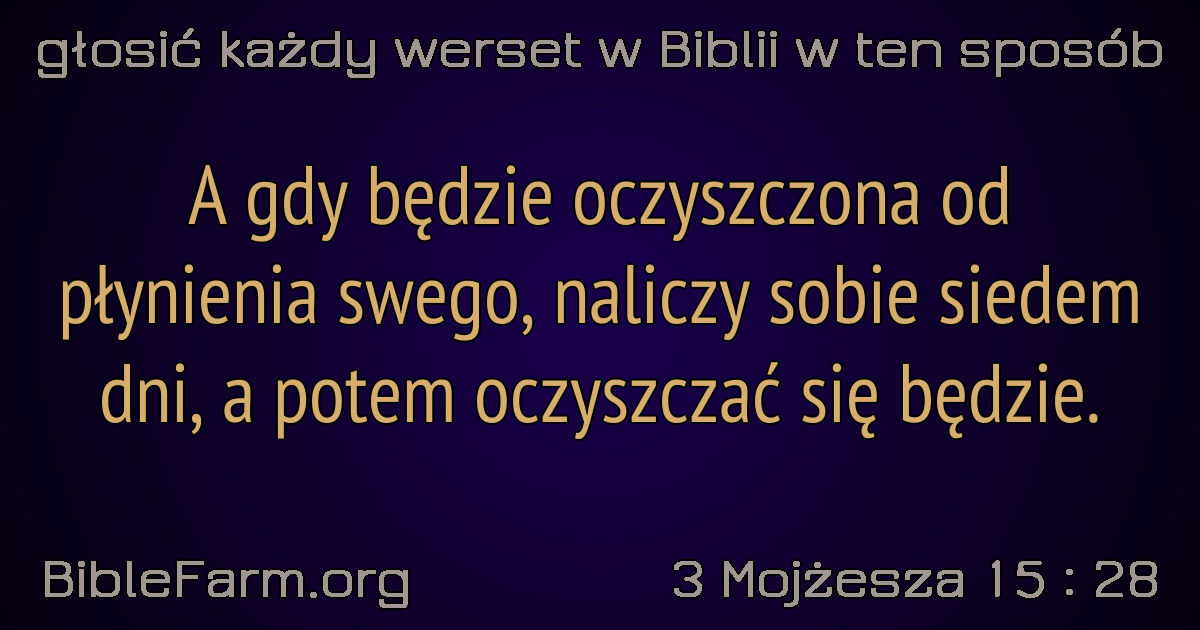 głosić każdy werset w Biblii w ten sposób
A gdy będzie oczyszczona od
płynienia swego, naliczy sobie siedem
dni, a potem oczyszczać się będzie.
BibleFarm.org
3 Mojżesza 15 : 28